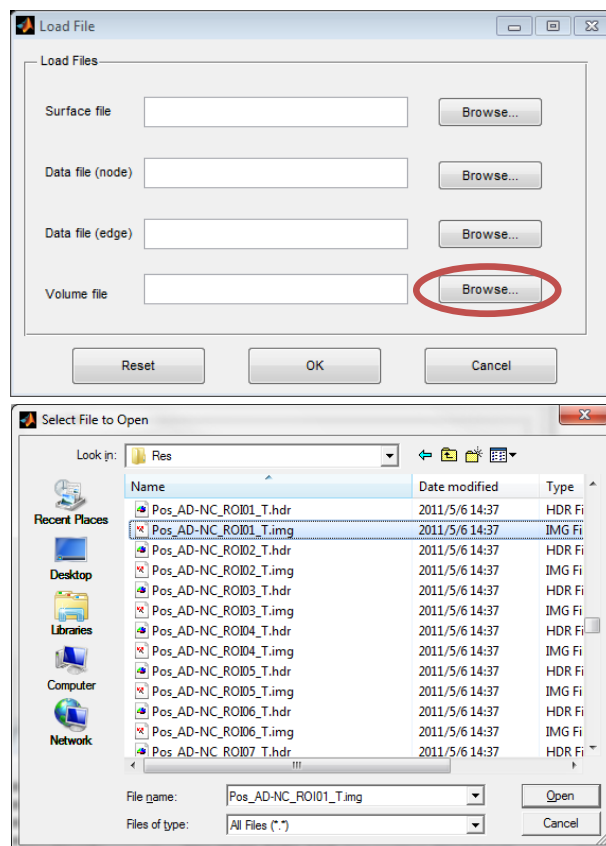 Load File
Load Files
Surface file Browse...
Data file (node) Browse...
Data file (edge) Browse...
Volume file Browse...
Reset OK Cancel
Select File to Open
Look in: Res
Name Date modified Type
Pos_AD-NC_ROI01_T.hdr 2011/5/6 14:37 HDR Fi
Pos_AD-NC_ROI01_T.img 2011/5/6 14:37 IMG Fi
Pos_AD-NC_ROI02_T.hdr 2011/5/6 14:37 HDR Fi
Pos_AD-NC_ROI02_T.img 2011/5/6 14:37 IMG Fi
Pos_AD-NC_ROI03_T.hdr 2011/5/6 14:37 HDR Fi
Pos_AD-NC_ROI03_T.img 2011/5/6 14:37 IMG Fi
Pos_AD-NC_ROI04_T.hdr 2011/5/6 14:37 HDR Fi
Pos_AD-NC_ROI04_T.img 2011/5/6 14:37 IMG Fi
Pos_AD-NC_ROI05_T.hdr 2011/5/6 14:37 HDR Fi
Pos_AD-NC_ROI05_T.img 2011/5/6 14:37 IMG Fi
Pos_AD-NC_ROI06_T.hdr 2011/5/6 14:37 HDR Fi
Pos_AD-NC_ROI06_T.img 2011/5/6 14:37 IMG Fi
Pos_AD-NC_ROI07_T.hdr 2011/5/6 14:37 HDR Fi
Recent Places
Desktop
Libraries
Computer
Network
File name: Pos_AD-NC_ROI01_T.img Open
Files of type: All Files (*.*) Cancel